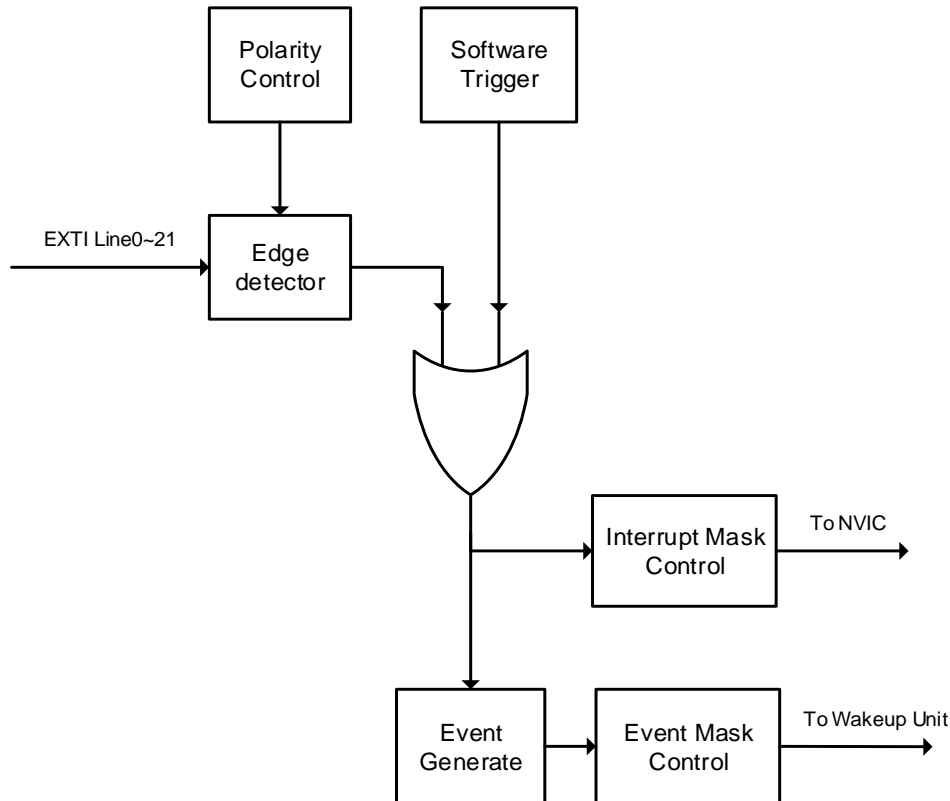 Polarity
Control
Software
Trigger
EXTI Line0~21
Edge
detector
Interrupt Mask
Control
To NVIC
Event
Generate
Event Mask
Control
To Wakeup Unit